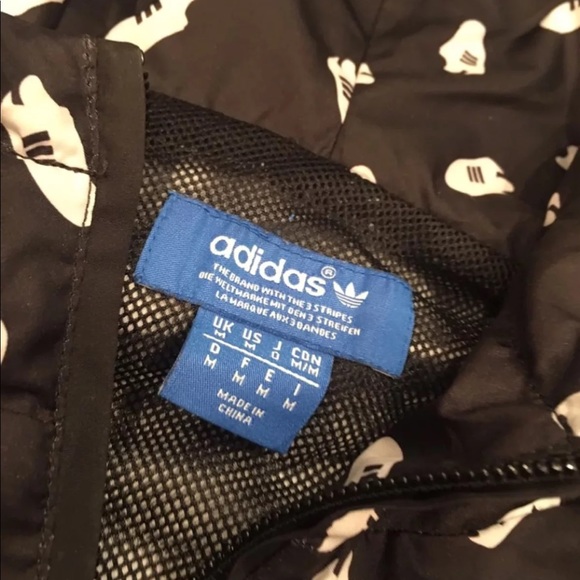 adidas®
THE BRAND WITH THE 3 STRIPES
DIE WELTMARKE MIT DEN 3 STREIFEN
LA MARQUE AUX 3 BANDES
UK US J CDN
M M O M/M
D F E I
M M M M
MADE IN
CHINA